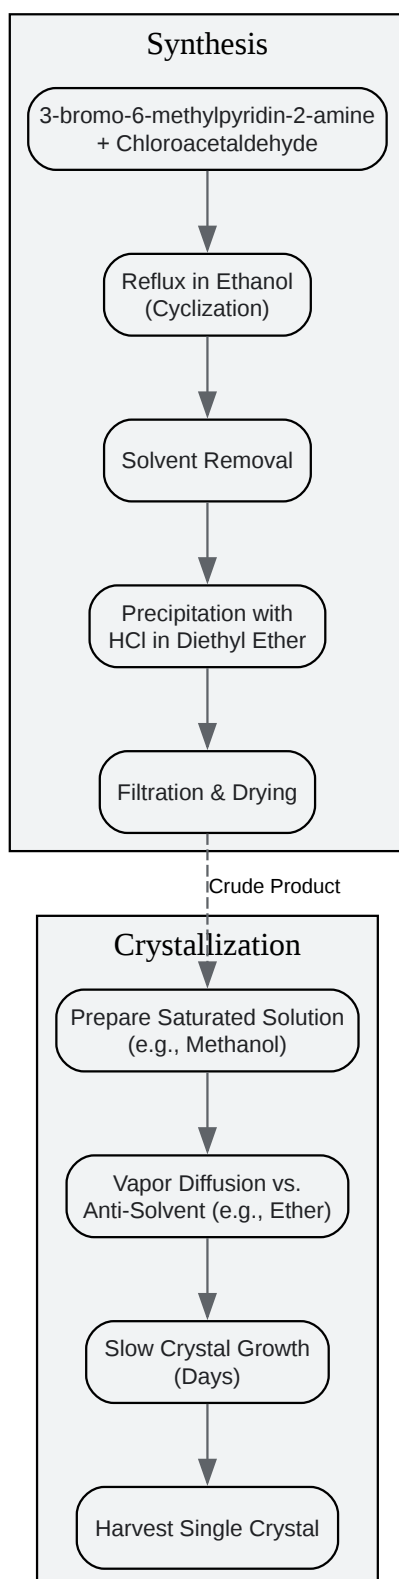 Synthesis
3-bromo-6-methylpyridin-2-amine
+ Chloroacetaldehyde
Reflux in Ethanol
(Cyclization)
Solvent Removal
Precipitation with
HCl in Diethyl Ether
Filtration & Drying
Crude Product
Crystallization
Prepare Saturated Solution
(e.g., Methanol)
Vapor Diffusion vs.
Anti-Solvent (e.g., Ether)
Slow Crystal Growth
(Days)
Harvest Single Crystal